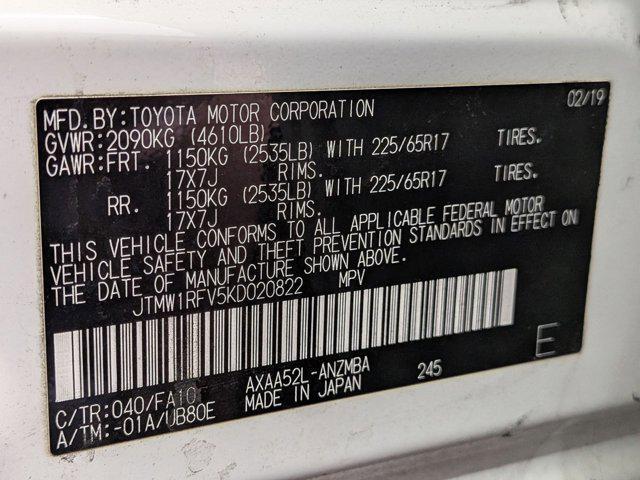 MFD. BY: TOYOTA MOTOR CORPORATION 02/19
GVWR: 2090KG (4610LB)
GAWR: FRT. 1150KG (2535LB) WITH 225/65R17 TIRES.
17X7J RIMS.
RR. 1150KG (2535LB) WITH 225/65R17 TIRES.
17X7J RIMS.
THIS VEHICLE CONFORMS TO ALL APPLICABLE FEDERAL MOTOR
VEHICLE SAFETY AND THEFT PREVENTION STANDARDS IN EFFECT ON
THE DATE OF MANUFACTURE SHOWN ABOVE.
JTMW1RFV5KD020822 MPV
E
C/TR: 040/FA10 AXAA52L-ANZMBA 245
A/TM: -01A/UB80E MADE IN JAPAN